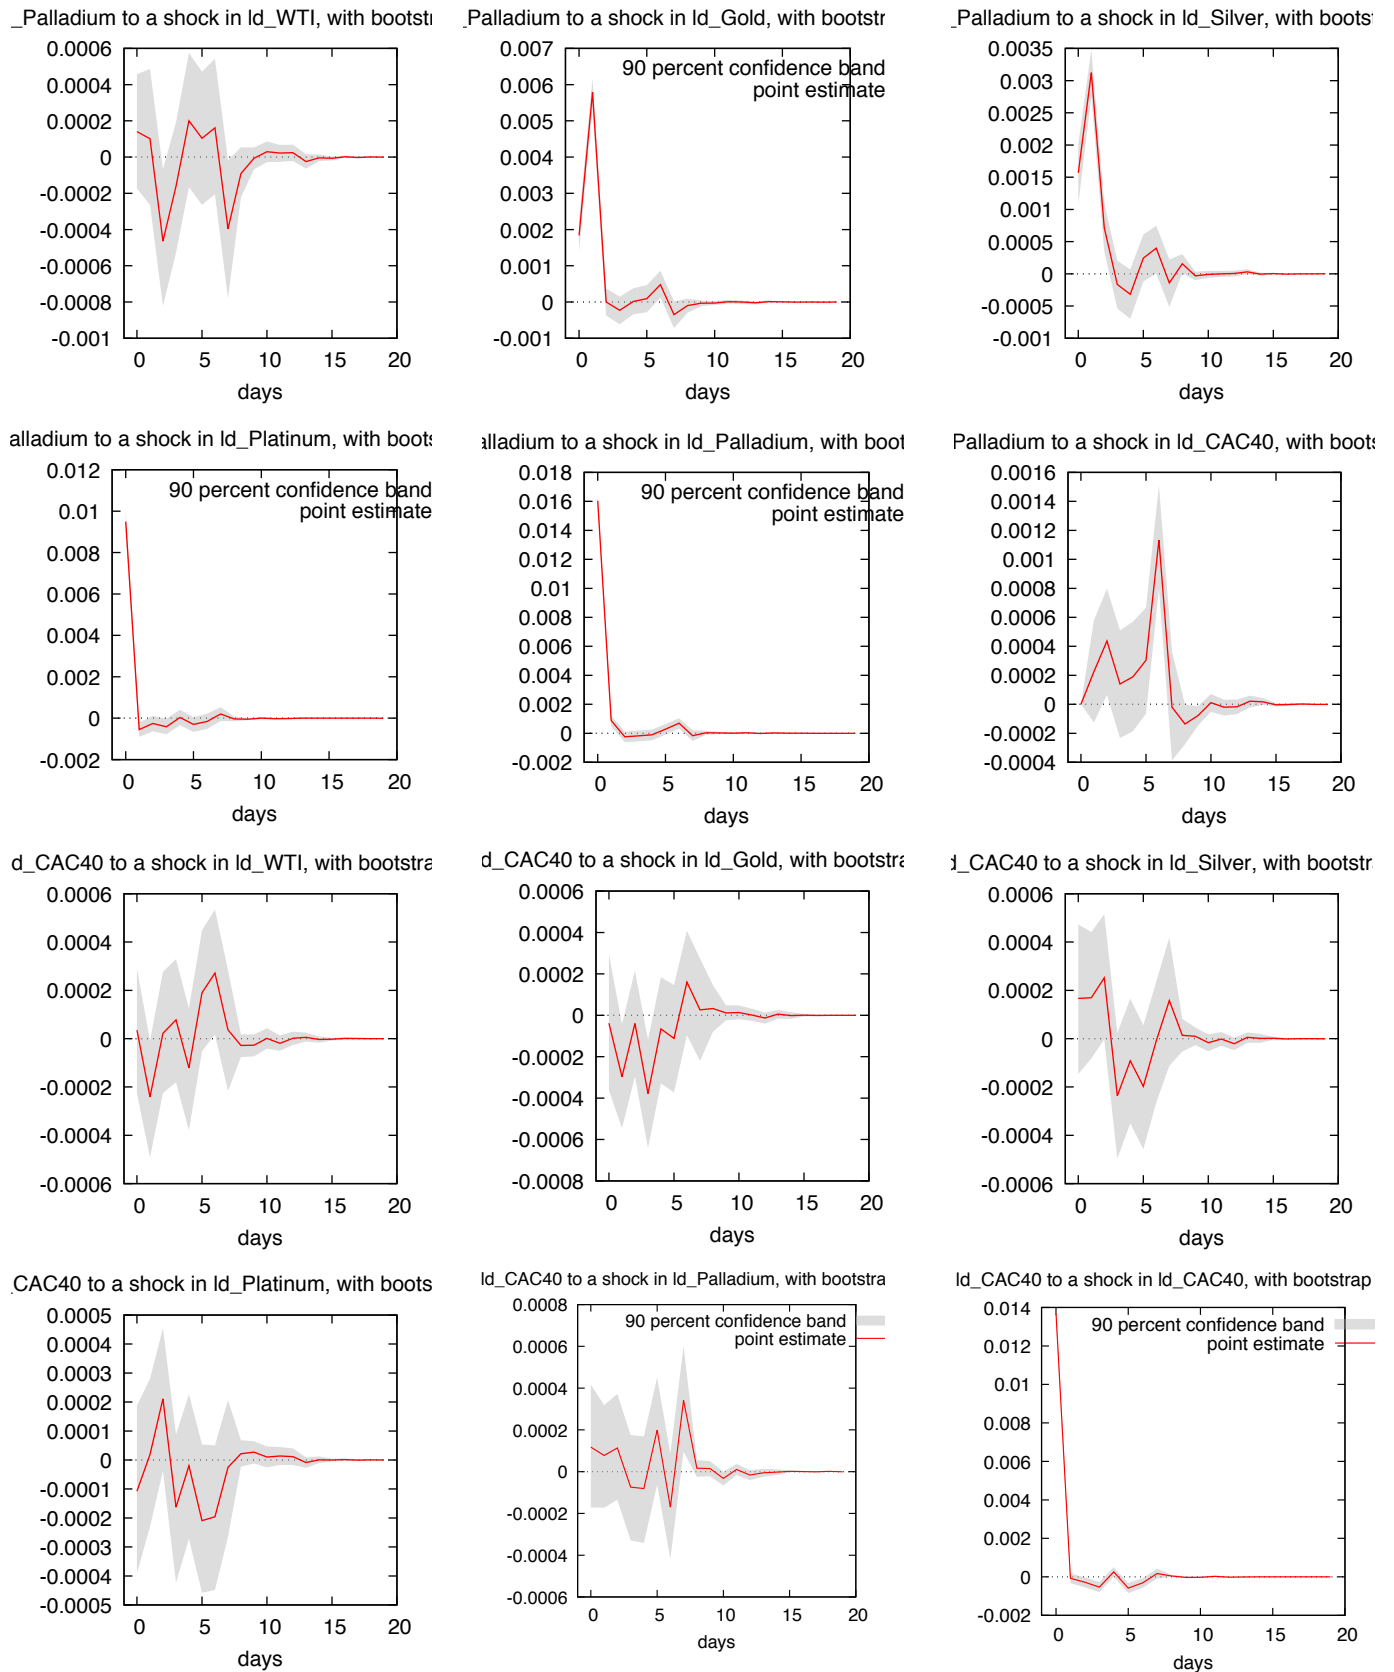 _Palladium to a shock in ld_WTI, with bootstr
0.0006
0.0004
0.0002
0
-0.0002
-0.0004
-0.0006
-0.0008
-0.001
0 5 10 15 20
days
_Palladium to a shock in ld_Gold, with bootstr
0.007
0.006
0.005
0.004
0.003
0.002
0.001
0
-0.001
90 percent confidence band
point estimate
0 5 10 15 20
days
_Palladium to a shock in ld_Silver, with boots
0.0035
0.003
0.0025
0.002
0.0015
0.001
0.0005
0
-0.0005
-0.001
0 5 10 15 20
days
alladium to a shock in ld_Platinum, with boots
0.012
0.01
0.008
0.006
0.004
0.002
0
-0.002
90 percent confidence band
point estimate
0 5 10 15 20
days
alladium to a shock in ld_Palladium, with boot
0.018
0.016
0.014
0.012
0.01
0.008
0.006
0.004
0.002
0
-0.002
90 percent confidence band
point estimate
0 5 10 15 20
days
Palladium to a shock in ld_CAC40, with boots
0.0016
0.0014
0.0012
0.001
0.0008
0.0006
0.0004
0.0002
0
-0.0002
-0.0004
0 5 10 15 20
days
d_CAC40 to a shock in ld_WTI, with bootstra
0.0006
0.0004
0.0002
0
-0.0002
-0.0004
-0.0006
0 5 10 15 20
days
d_CAC40 to a shock in ld_Gold, with bootstra
0.0006
0.0004
0.0002
0
-0.0002
-0.0004
-0.0006
-0.0008
0 5 10 15 20
days
d_CAC40 to a shock in ld_Silver, with bootstr
0.0006
0.0004
0.0002
0
-0.0002
-0.0004
-0.0006
0 5 10 15 20
days
_CAC40 to a shock in ld_Platinum, with boots
0.0005
0.0004
0.0003
0.0002
0.0001
0
-0.0001
-0.0002
-0.0003
-0.0004
-0.0005
0 5 10 15 20
days
ld_CAC40 to a shock in ld_Palladium, with bootstra
0.0008
0.0006
0.0004
0.0002
0
-0.0002
-0.0004
-0.0006
90 percent confidence band
point estimate
0 5 10 15 20
days
ld_CAC40 to a shock in ld_CAC40, with bootstrap
0.014
0.012
0.01
0.008
0.006
0.004
0.002
0
-0.002
90 percent confidence band
point estimate
0 5 10 15 20
days